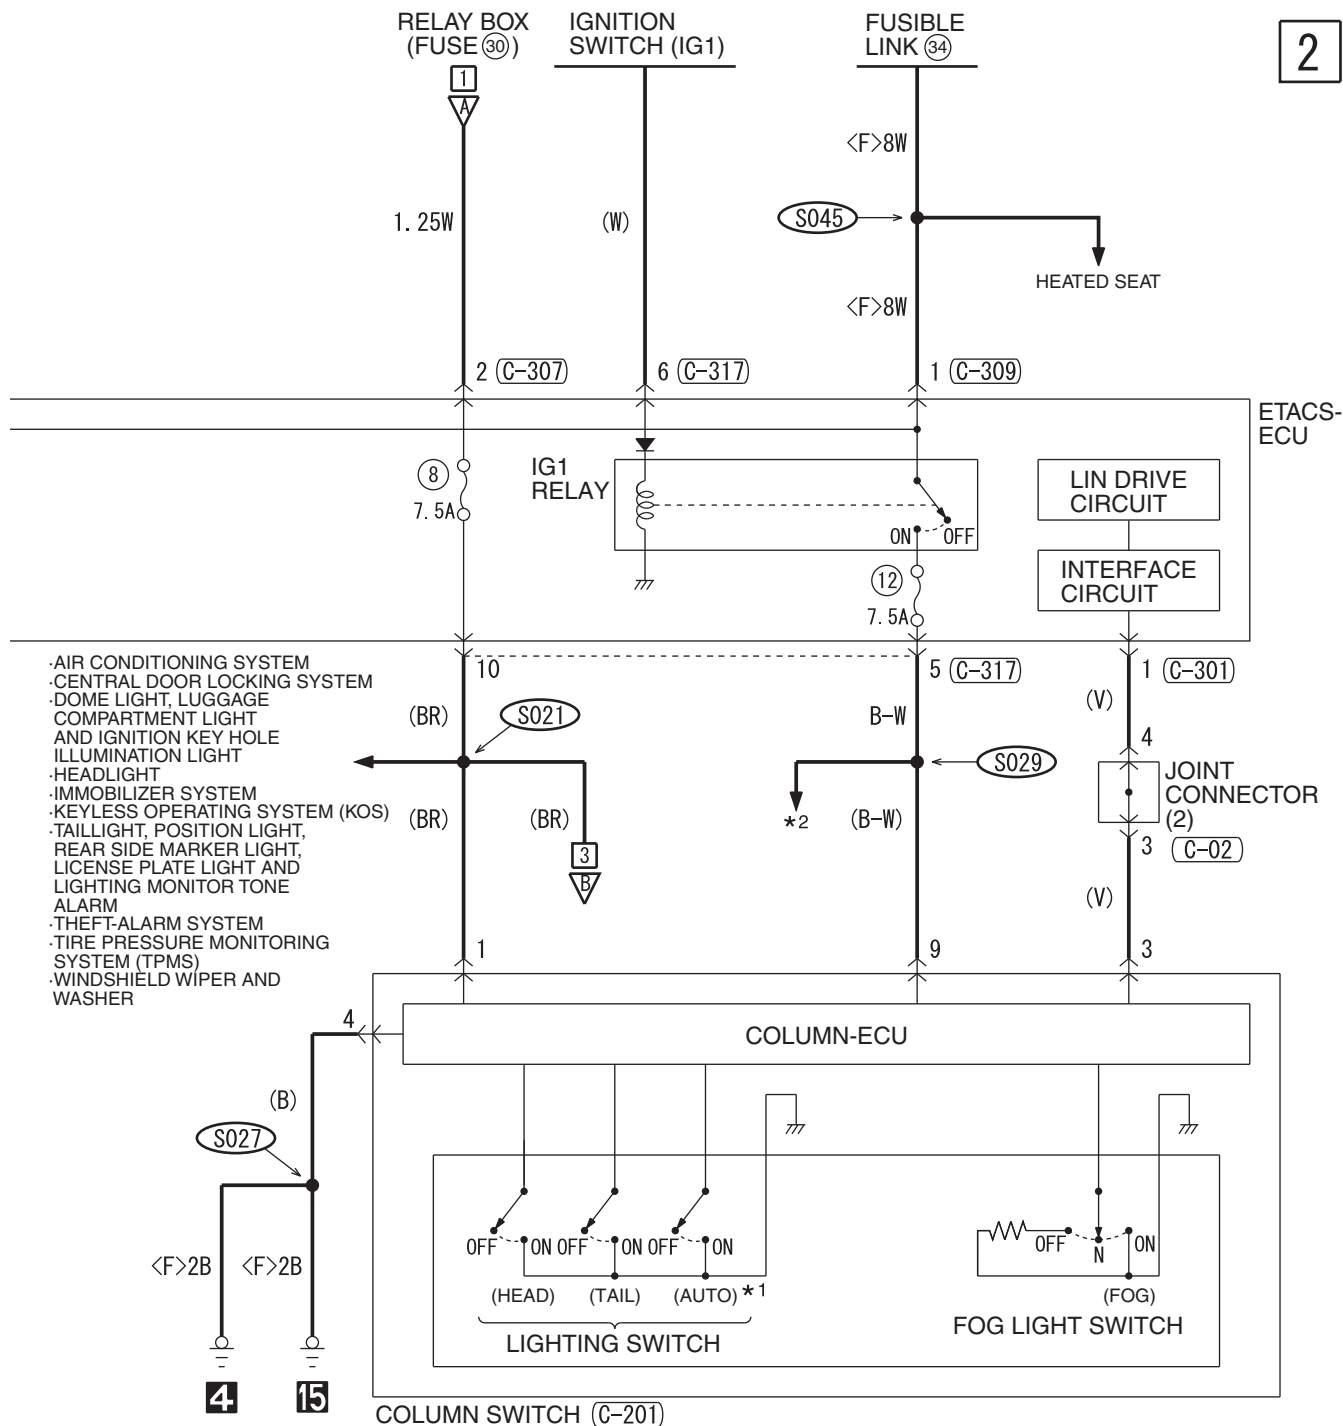 RELAY BOX
(FUSE 30)
IGNITION
SWITCH (IG1)
FUSIBLE
LINK 34
2
1
A
<F>8W
1.25W
(W)
S045
HEATED SEAT
<F>8W
2 (C-307)
6 (C-317)
1 (C-309)
ETACS-
ECU
8
7.5A
IG1
RELAY
ON
OFF
LIN DRIVE
CIRCUIT
INTERFACE
CIRCUIT
12
7.5A
·AIR CONDITIONING SYSTEM
·CENTRAL DOOR LOCKING SYSTEM
·DOME LIGHT, LUGGAGE
COMPARTMENT LIGHT
AND IGNITION KEY HOLE
ILLUMINATION LIGHT
·HEADLIGHT
·IMMOBILIZER SYSTEM
·KEYLESS OPERATING SYSTEM (KOS)
·TAILLIGHT, POSITION LIGHT,
REAR SIDE MARKER LIGHT,
LICENSE PLATE LIGHT AND
LIGHTING MONITOR TONE
ALARM
·THEFT-ALARM SYSTEM
·TIRE PRESSURE MONITORING
SYSTEM (TPMS)
·WINDSHIELD WIPER AND
WASHER
10
5 (C-317)
1 (C-301)
(BR)
S021
B-W
S029
(V)
4
JOINT
CONNECTOR
(2)
3 (C-02)
(BR)
(BR)
*2
(B-W)
3
B
(V)
1
9
3
4
COLUMN-ECU
(B)
S027
<F>2B
<F>2B
4
15
OFF
ON
OFF
ON
OFF
ON
(HEAD)
(TAIL)
(AUTO) *1
LIGHTING SWITCH
OFF
N
ON
(FOG)
FOG LIGHT SWITCH
COLUMN SWITCH (C-201)